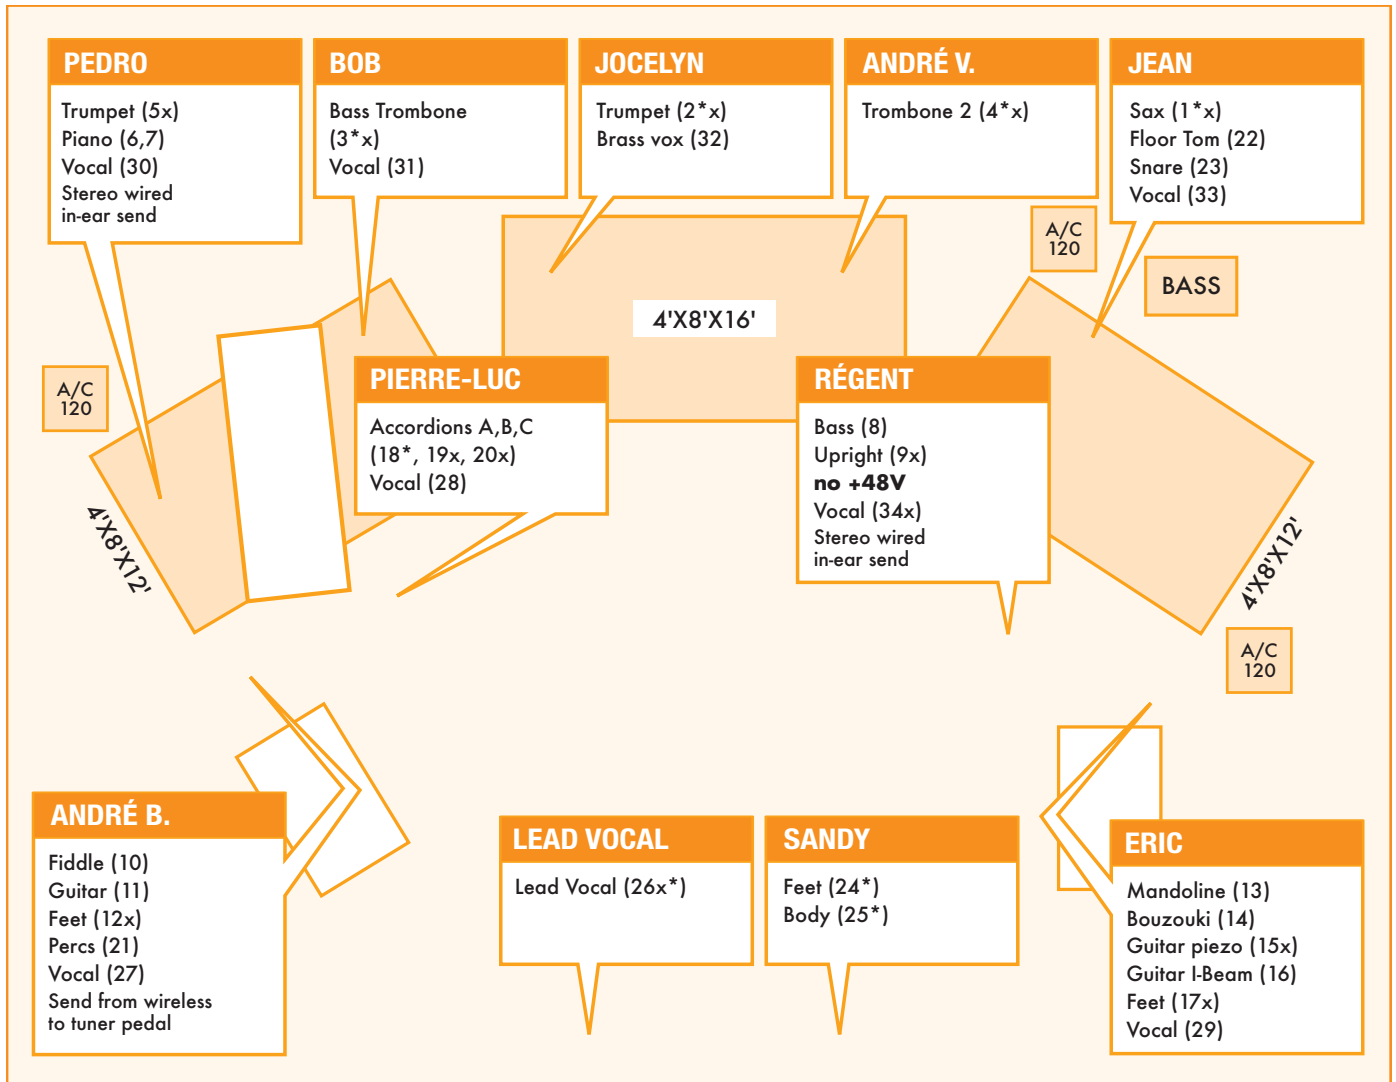 PEDRO
Trumpet (5x)
Piano (6,7)
Vocal (30)
Stereo wired
in-ear send
BOB
Bass Trombone
(3*x)
Vocal (31)
JOCELYN
Trumpet (2*x)
Brass vox (32)
ANDRÉ V.
Trombone 2 (4*x)
JEAN
Sax (1*x)
Floor Tom (22)
Snare (23)
Vocal (33)
A/C
120
BASS
4'X8'X16'
A/C
120
4'X8'X12'
PIERRE-LUC
Accordions A,B,C
(18*, 19x, 20x)
Vocal (28)
RÉGENT
Bass (8)
Upright (9x)
no +48V
Vocal (34x)
Stereo wired
in-ear send
4'X8'X12'
A/C
120
ANDRÉ B.
Fiddle (10)
Guitar (11)
Feet (12x)
Percs (21)
Vocal (27)
Send from wireless
to tuner pedal
LEAD VOCAL
Lead Vocal (26x*)
SANDY
Feet (24*)
Body (25*)
ERIC
Mandoline (13)
Bouzouki (14)
Guitar piezo (15x)
Guitar I-Beam (16)
Feet (17x)
Vocal (29)